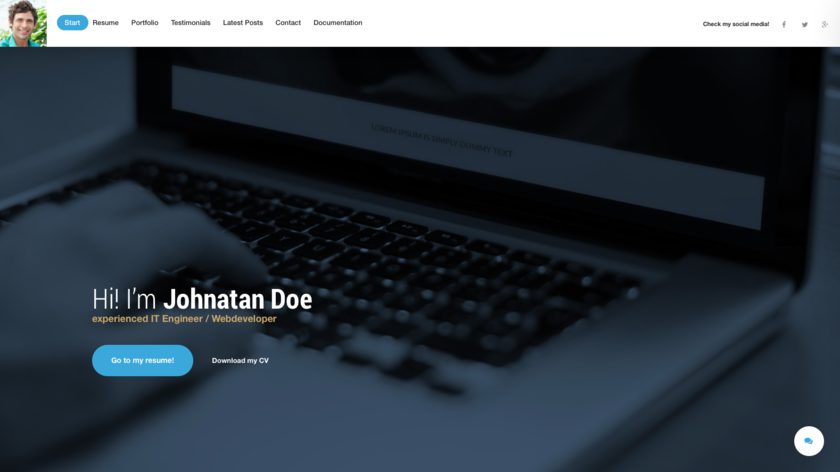 Start Resume Portfolio Testimonials Latest Posts Contact Documentation Check my social media!
LOREM IPSUM IS SIMPLY DUMMY TEXT
Hi! I'm Johnatan Doe
experienced IT Engineer / Webdeveloper
Go to my resume! Download my CV